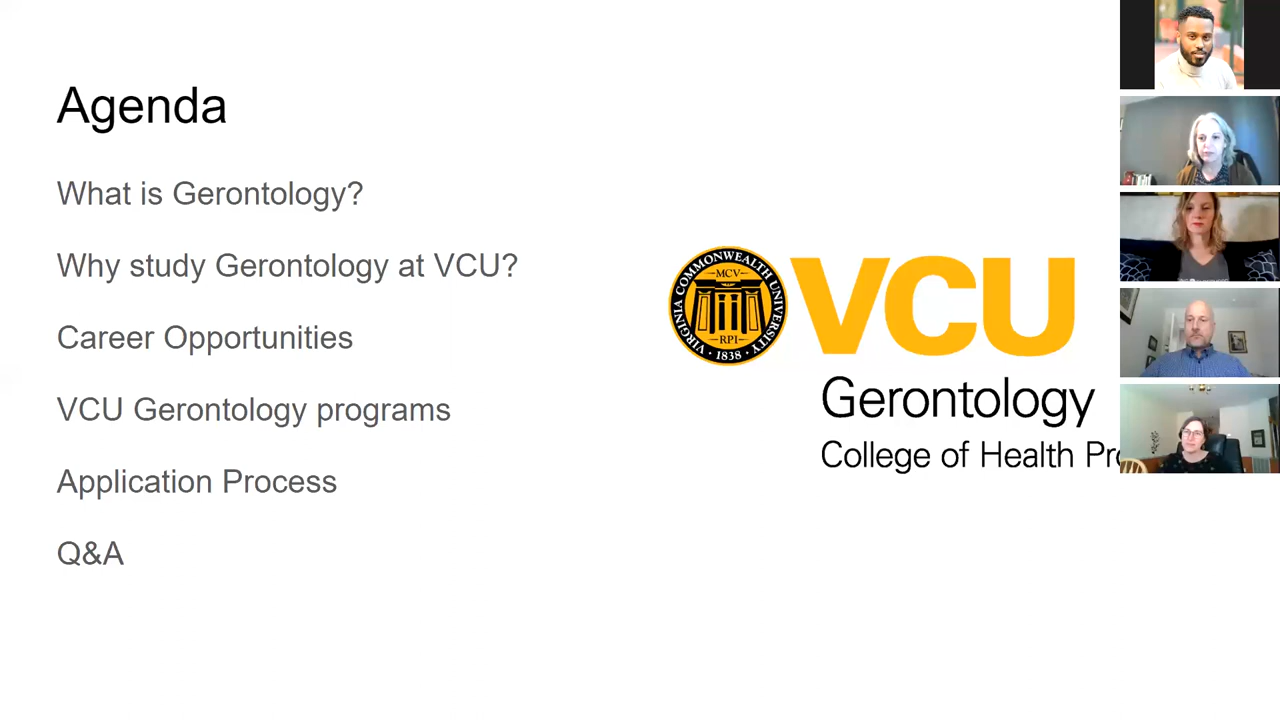 Agenda
What is Gerontology?
Why study Gerontology at VCU?
Career Opportunities
VCU Gerontology programs
Application Process
Q&A
VIRGINIA COMMONWEALTH UNIVERSITY
MCV
RPI
· 1838 ·
VCU
Gerontology
College of Health Pro